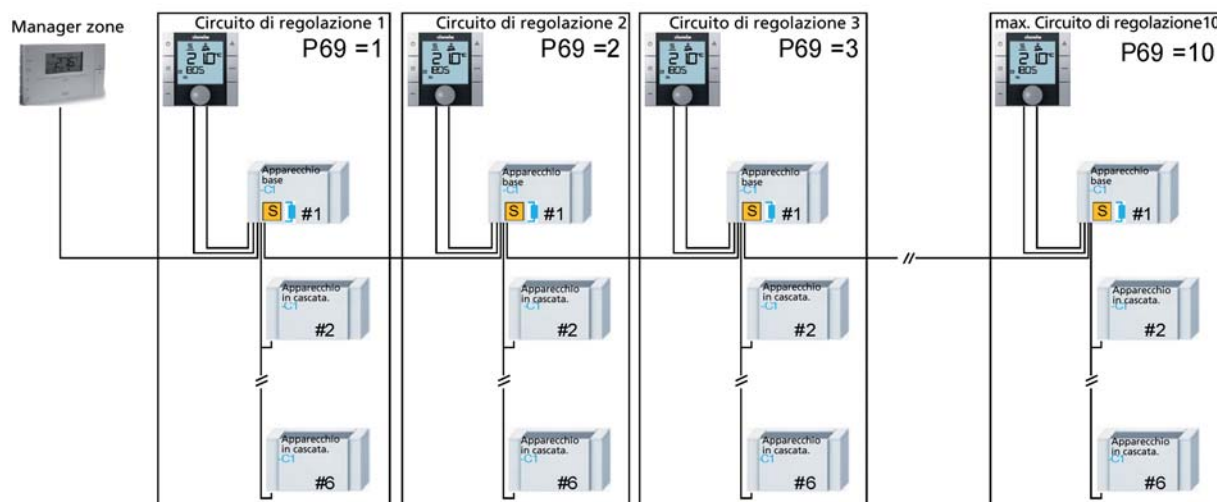 Manager zone
Circuito di regolazione 1
P69 =1
Circuito di regolazione 2
P69 =2
Circuito di regolazione 3
P69 =3
max. Circuito di regolazione10
P69 =10
Apparecchio
base
-C1
S #1
Apparecchio
base
-C1
S #1
Apparecchio
base
-C1
S #1
Apparecchio
base
-C1
S #1
//
Apparecchio
in cascata.
-C1
#2
Apparecchio
in cascata.
-C1
#2
Apparecchio
in cascata.
-C1
#2
Apparecchio
in cascata.
-C1
#2
Apparecchio
in cascata.
-C1
#6
Apparecchio
in cascata.
-C1
#6
Apparecchio
in cascata.
-C1
#6
Apparecchio
in cascata.
-C1
#6